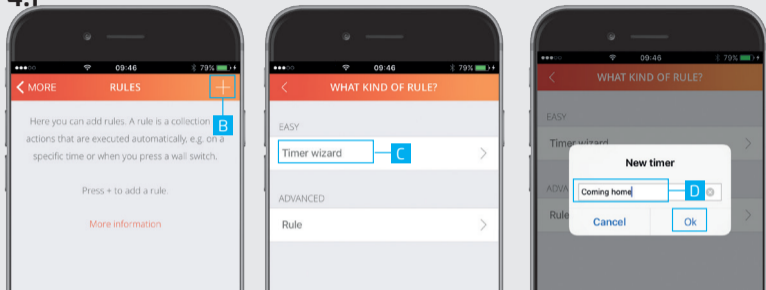 09:46
79%
MORE
RULES
+
B
Here you can add rules. A rule is a collection
actions that are executed automatically, e.g. on a
specific time or when you press a wall switch.
Press + to add a rule
More information
09:46
79%
WHAT KIND OF RULE?
EASY
Timer wizard
C
ADVANCED
Rule
09:46
79%
WHAT KIND OF RULE?
EASY
Timer wizard
New timer
Coming home
D
ADVA
Rule
Cancel
Ok